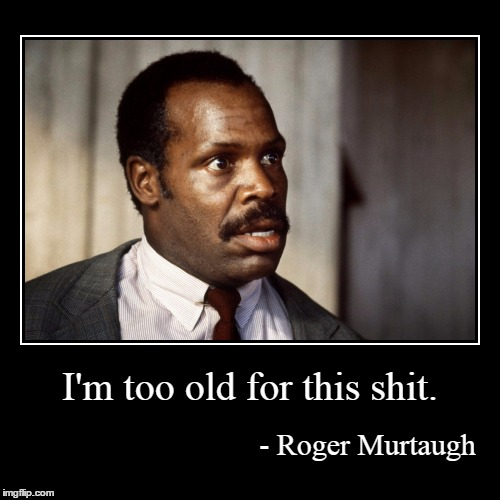 I'm too old for this shit.
- Roger Murtaugh
imgflip.com